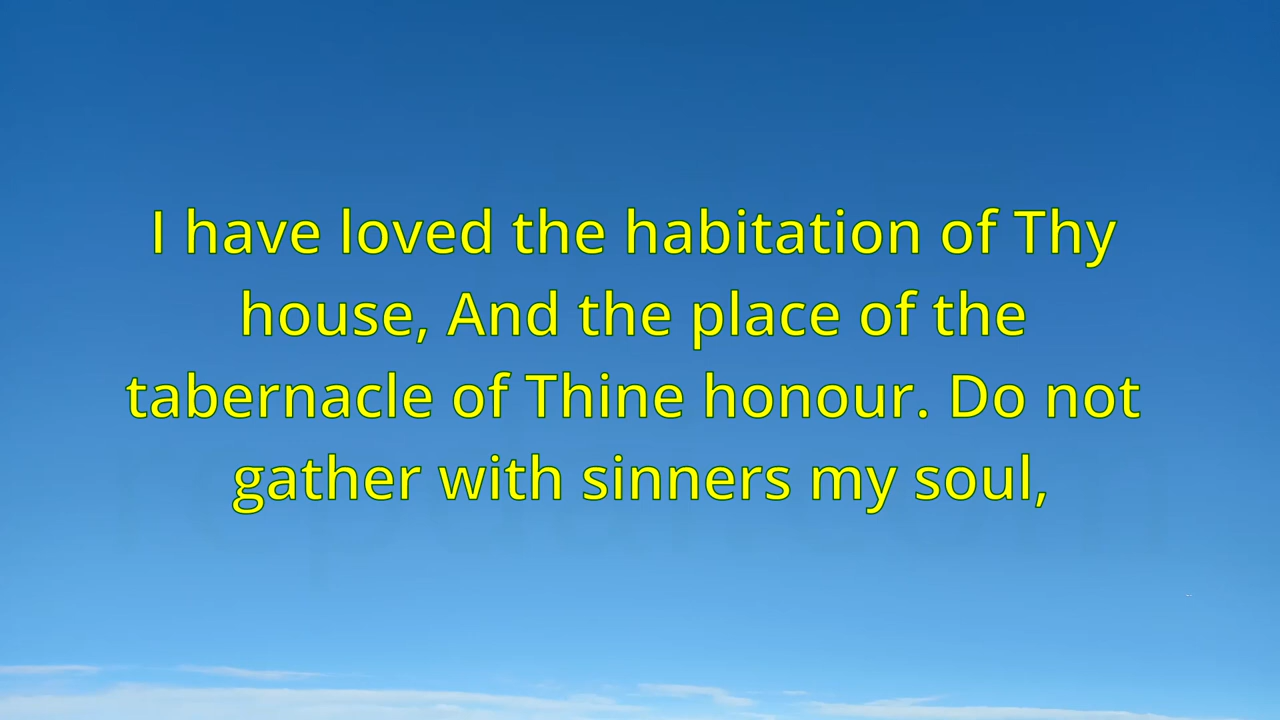 I have loved the habitation of Thy
house, And the place of the
tabernacle of Thine honour. Do not
gather with sinners my soul,